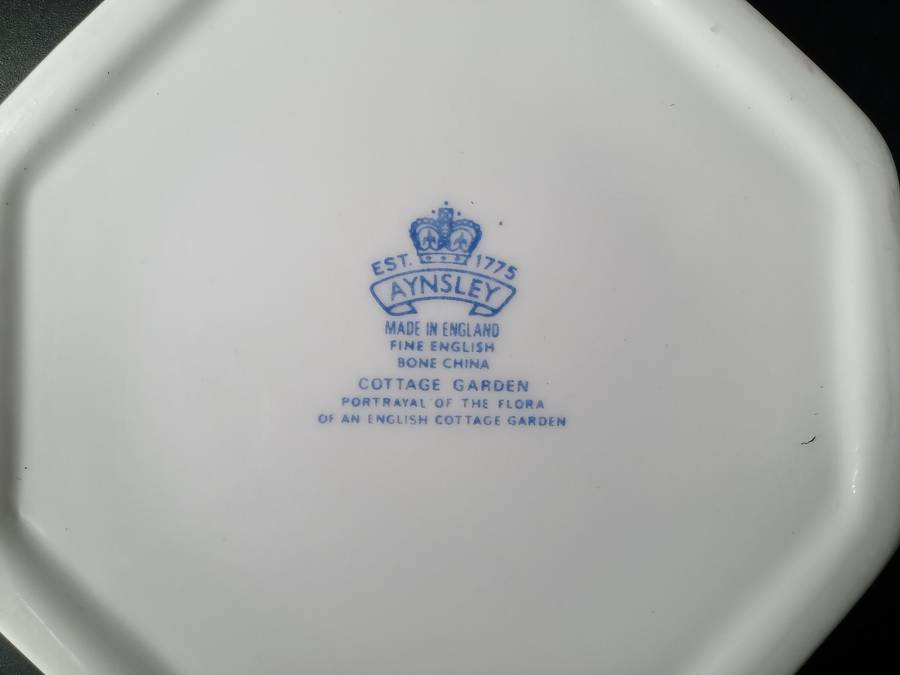 EST. 1775
AYNSLEY
MADE IN ENGLAND
FINE ENGLISH
BONE CHINA
COTTAGE GARDEN
PORTRAYAL OF THE FLORA
OF AN ENGLISH COTTAGE GARDEN